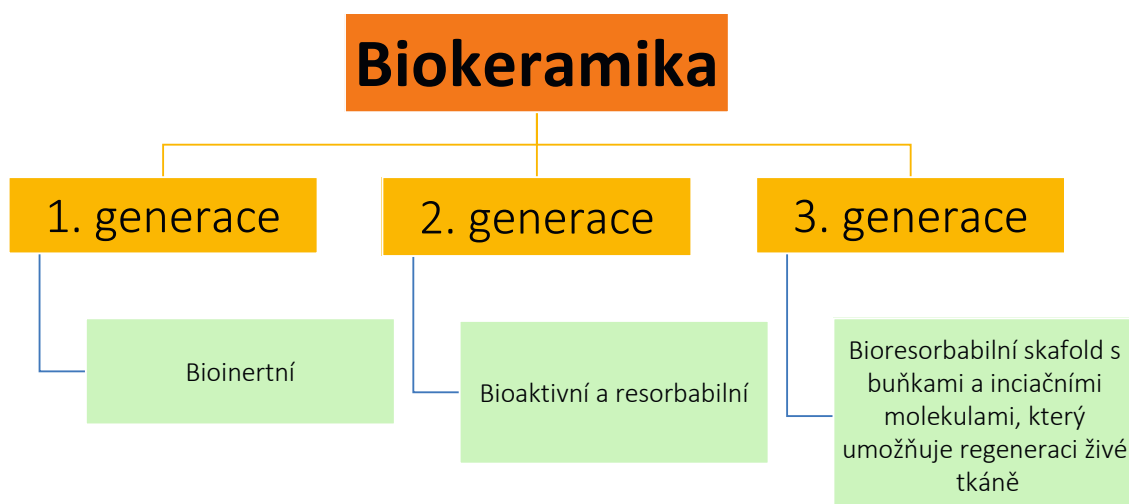 Biokeramika
1. generace
2. generace
3. generace
Bioinertní
Bioaktivní a resorbabilní
Bioresorbabilní skafold s
buňkami a inciačními
molekulami, který
umožňuje regeneraci živé
tkáně